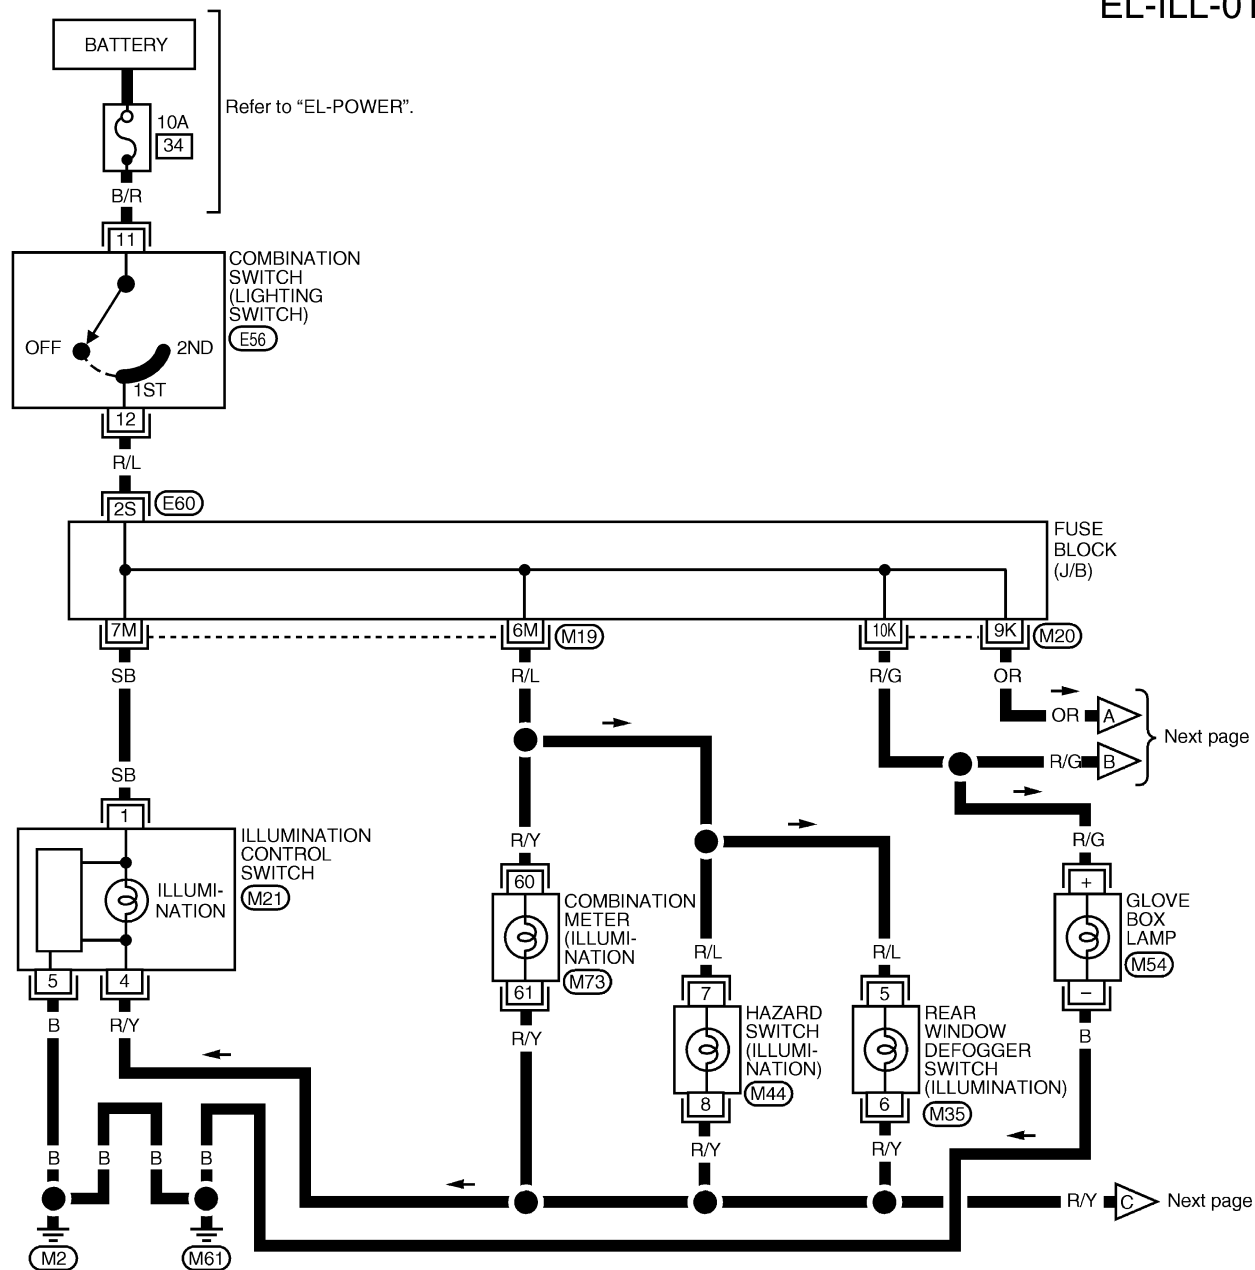 EL-ILL-01
BATTERY
Refer to “EL-POWER”.
10A
34
B/R
11
COMBINATION
SWITCH
(LIGHTING
SWITCH)
E56
OFF
2ND
1ST
12
R/L
2S
E60
FUSE
BLOCK
(J/B)
7M
6M
M19
10K
9K
M20
SB
R/L
R/G
OR
OR
A
Next page
R/G
B
SB
1
ILLUMINATION
CONTROL
SWITCH
M21
ILLUMI-
NATION
5
4
B
R/Y
R/Y
60
COMBINATION
METER
(ILLUMI-
NATION
M73
61
R/Y
R/L
7
HAZARD
SWITCH
(ILLUMI-
NATION)
M44
8
R/Y
R/L
5
REAR
WINDOW
DEFOGGER
SWITCH
(ILLUMINATION)
M35
6
R/Y
R/G
+
GLOVE
BOX
LAMP
M54
–
B
B
B
B
B
M2
M61
R/Y
C
Next page